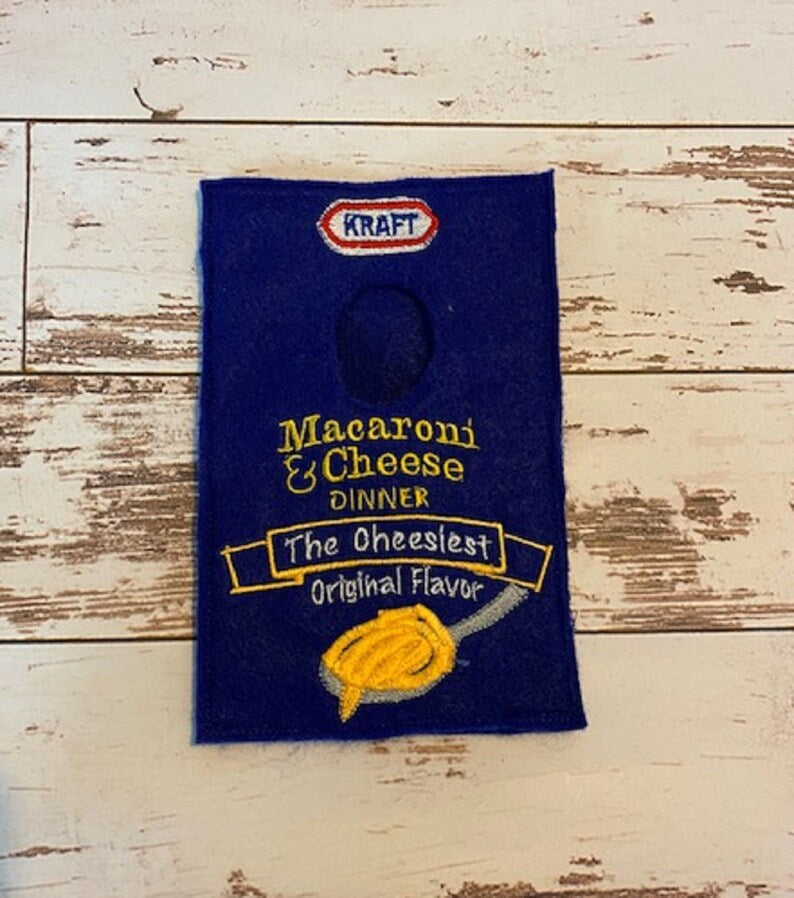 KRAFT
Macaroni
& Cheese
DINNER
The Cheesiest
Original Flavor